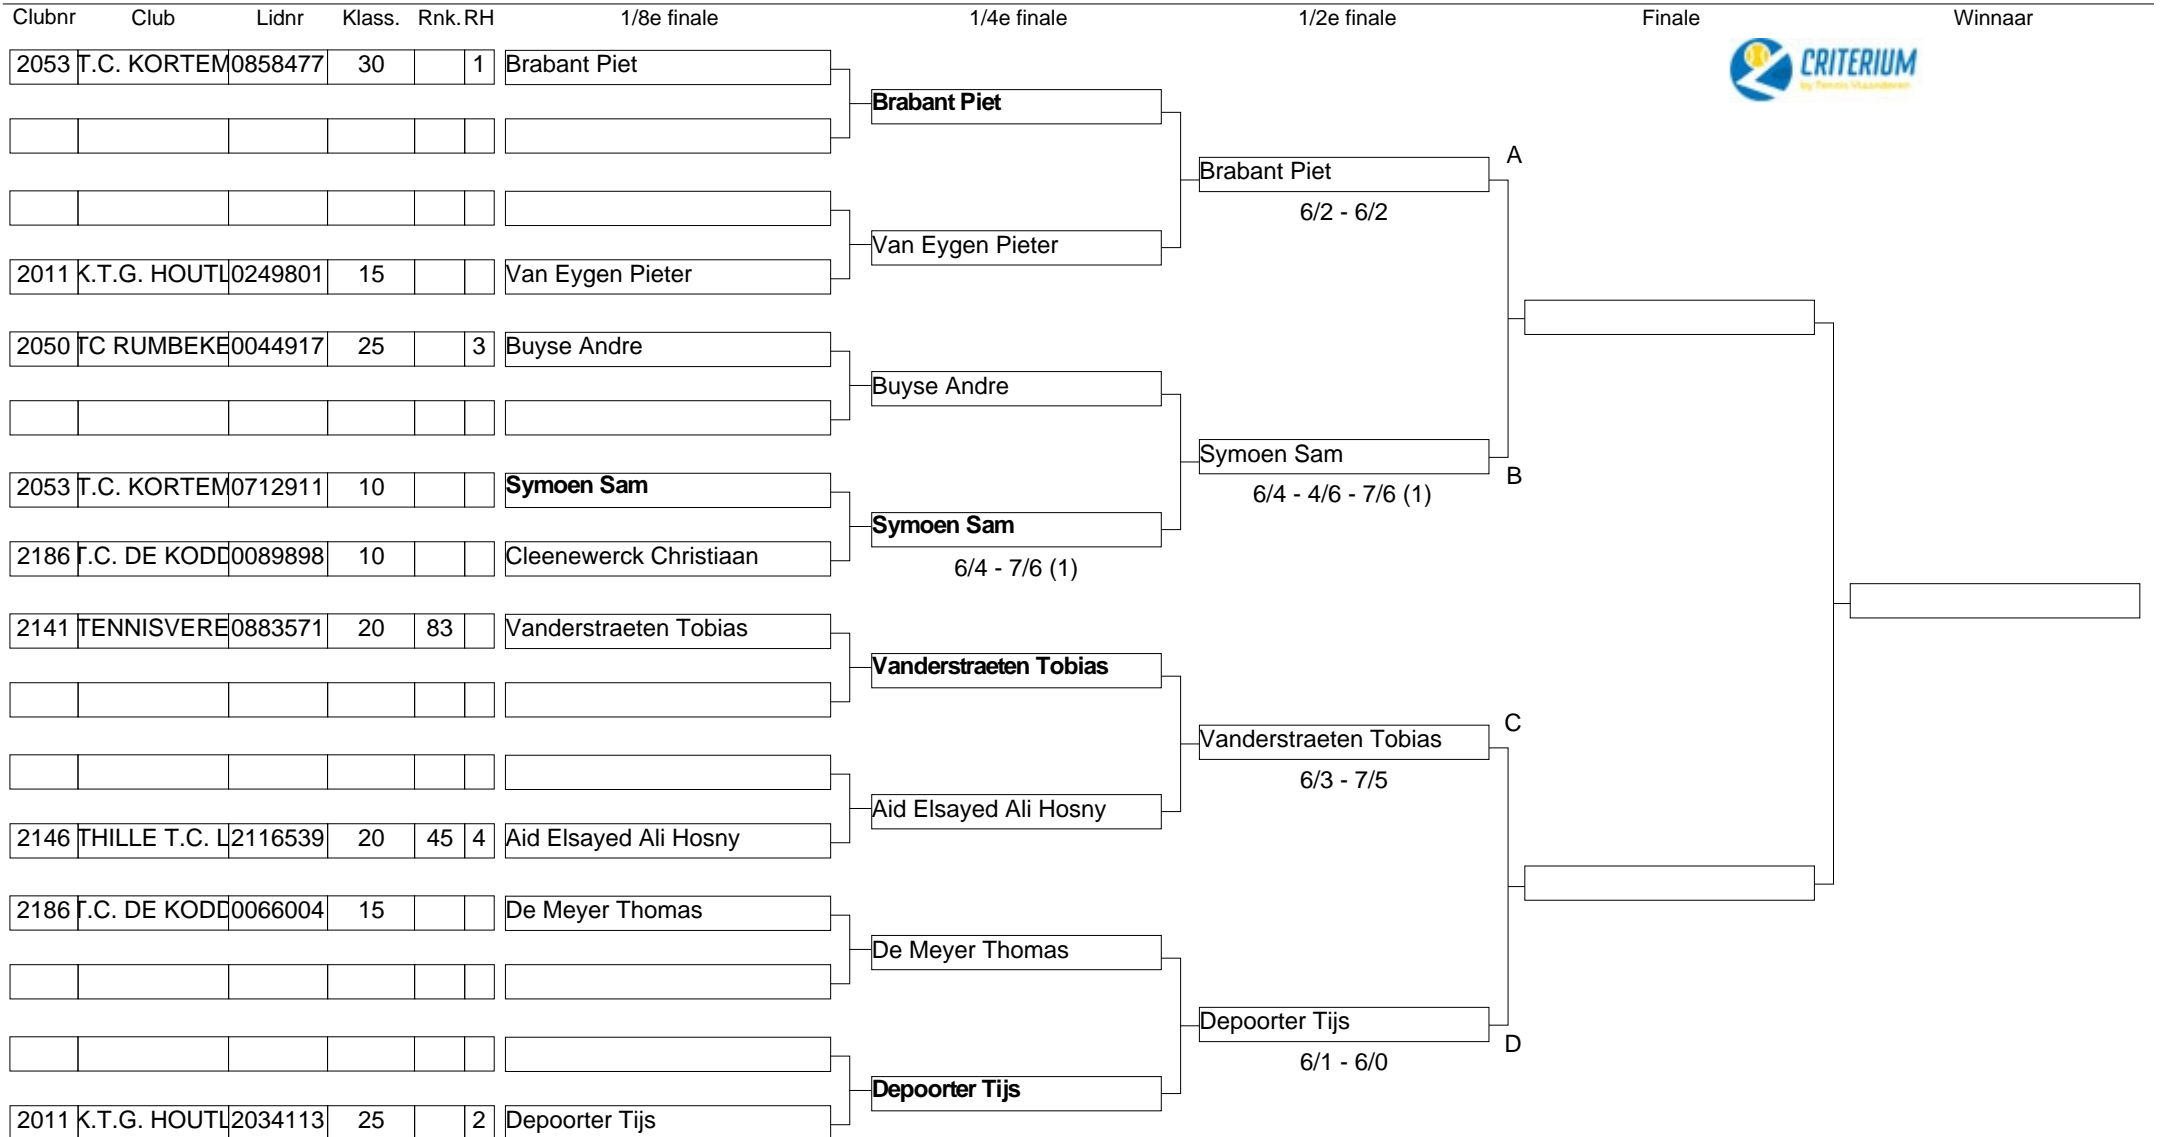 Clubnr Club Lidnr Klass. Rnk. RH 1/8e finale 1/4e finale 1/2e finale Finale Winnaar
CRITERIUM
by Tennis Vlaanderen
2053 T.C. KORTEM 0858477 30 1 Brabant Piet
Brabant Piet
Brabant Piet
A
6/2 - 6/2
Van Eygen Pieter
2011 K.T.G. HOUTL 0249801 15 Van Eygen Pieter
2050 TC RUMBEKE 0044917 25 3 Buyse Andre
Buyse Andre
Symoen Sam
B
6/4 - 4/6 - 7/6 (1)
2053 T.C. KORTEM 0712911 10 Symoen Sam
Symoen Sam
6/4 - 7/6 (1)
2186 T.C. DE KODD 0089898 10 Cleenewerck Christiaan
2141 TENNISVERE 0883571 20 83 Vanderstraeten Tobias
Vanderstraeten Tobias
Vanderstraeten Tobias
C
6/3 - 7/5
Aid Elsayed Ali Hosny
2146 THILLE T.C. L 2116539 20 45 4 Aid Elsayed Ali Hosny
2186 T.C. DE KODD 0066004 15 De Meyer Thomas
De Meyer Thomas
Depoorter Tijs
D
6/1 - 6/0
Depoorter Tijs
2011 K.T.G. HOUTL 2034113 25 2 Depoorter Tijs